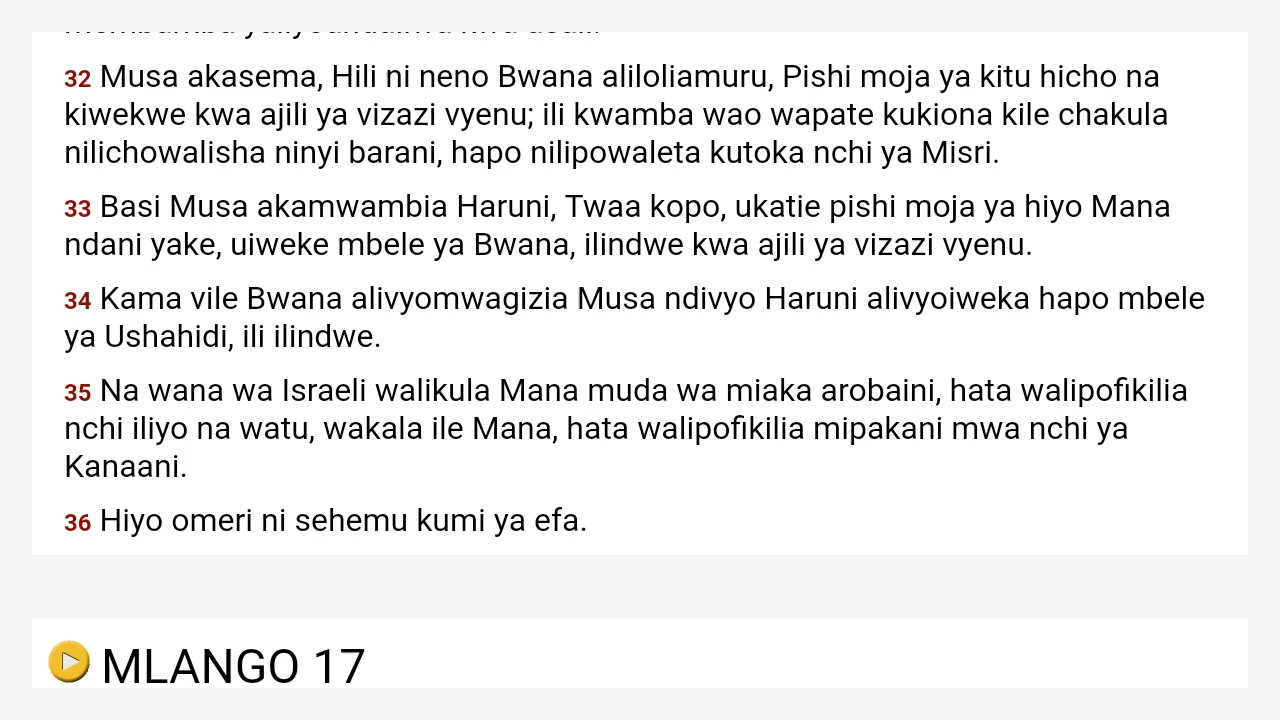 32 Musa akasema, Hili ni neno Bwana aliloliamuru, Pishi moja ya kitu hicho na
kiwekwe kwa ajili ya vizazi vyenu; ili kwamba wao wapate kukiona kile chakula
nilichowalisha ninyi barani, hapo nilipowaleta kutoka nchi ya Misri.
33 Basi Musa akamwambia Haruni, Twaa kopo, ukatie pishi moja ya hiyo Mana
ndani yake, uiweke mbele ya Bwana, ilindwe kwa ajili ya vizazi vyenu.
34 Kama vile Bwana alivyomwagizia Musa ndivyo Haruni alivyoiweka hapo mbele
ya Ushahidi, ili ilindwe.
35 Na wana wa Israeli walikula Mana muda wa miaka arobaini, hata walipofikilia
nchi iliyo na watu, wakala ile Mana, hata walipofikilia mipakani mwa nchi ya
Kanaani.
36 Hiyo omeri ni sehemu kumi ya efa.
MLANGO 17